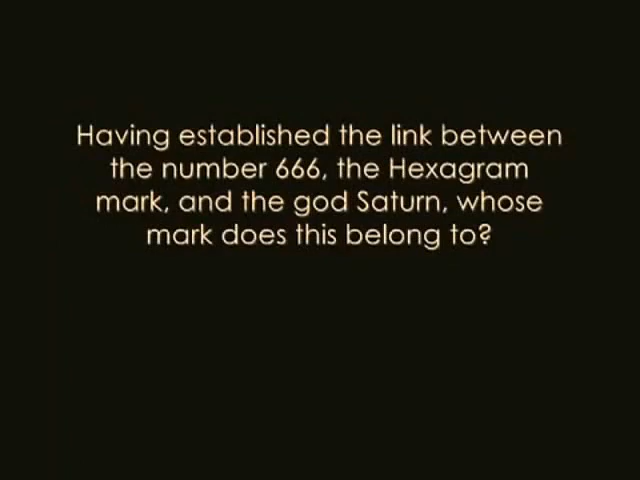 Having established the link between
the number 666, the Hexagram
mark, and the god Saturn, whose
mark does this belong to?